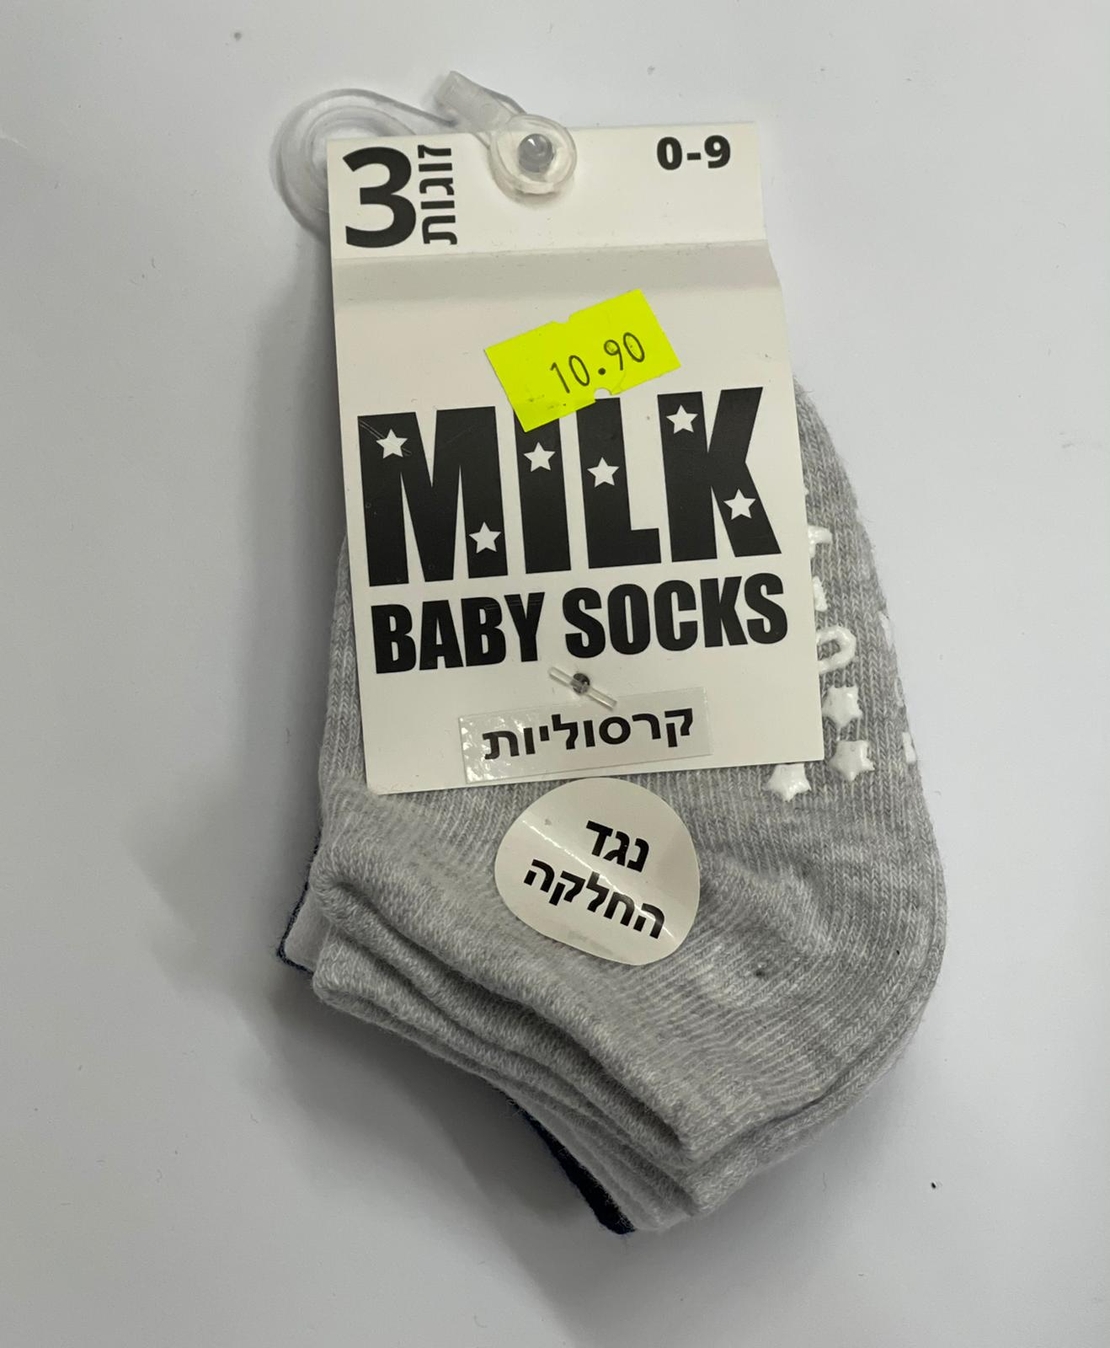 3 זוגות
0-9
10.90
MILK
BABY SOCKS
קרסוליות
נגד
החלקה